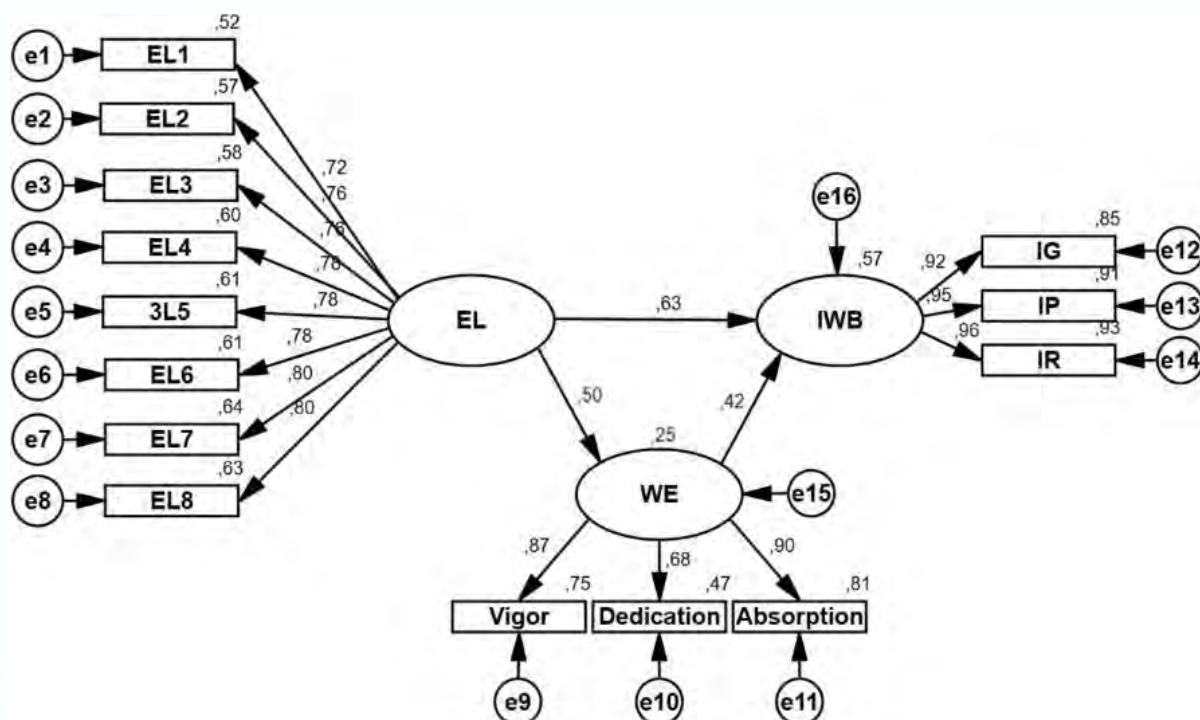 ,52
e1
EL1
,57
e2
EL2
,58
e3
EL3
,60
e4
EL4
,61
e5
3L5
,61
e6
EL6
,64
e7
EL7
,63
e8
EL8
,72
,76
,76
,78
,78
,78
,80
,80
EL
,63
,50
,42
e16
,57
IWB
,92
,95
,96
,85
IG
e12
,91
IP
e13
,93
IR
e14
,25
WE
e15
,87
,68
,90
,75
Vigor
,47
Dedication
,81
Absorption
e9
e10
e11